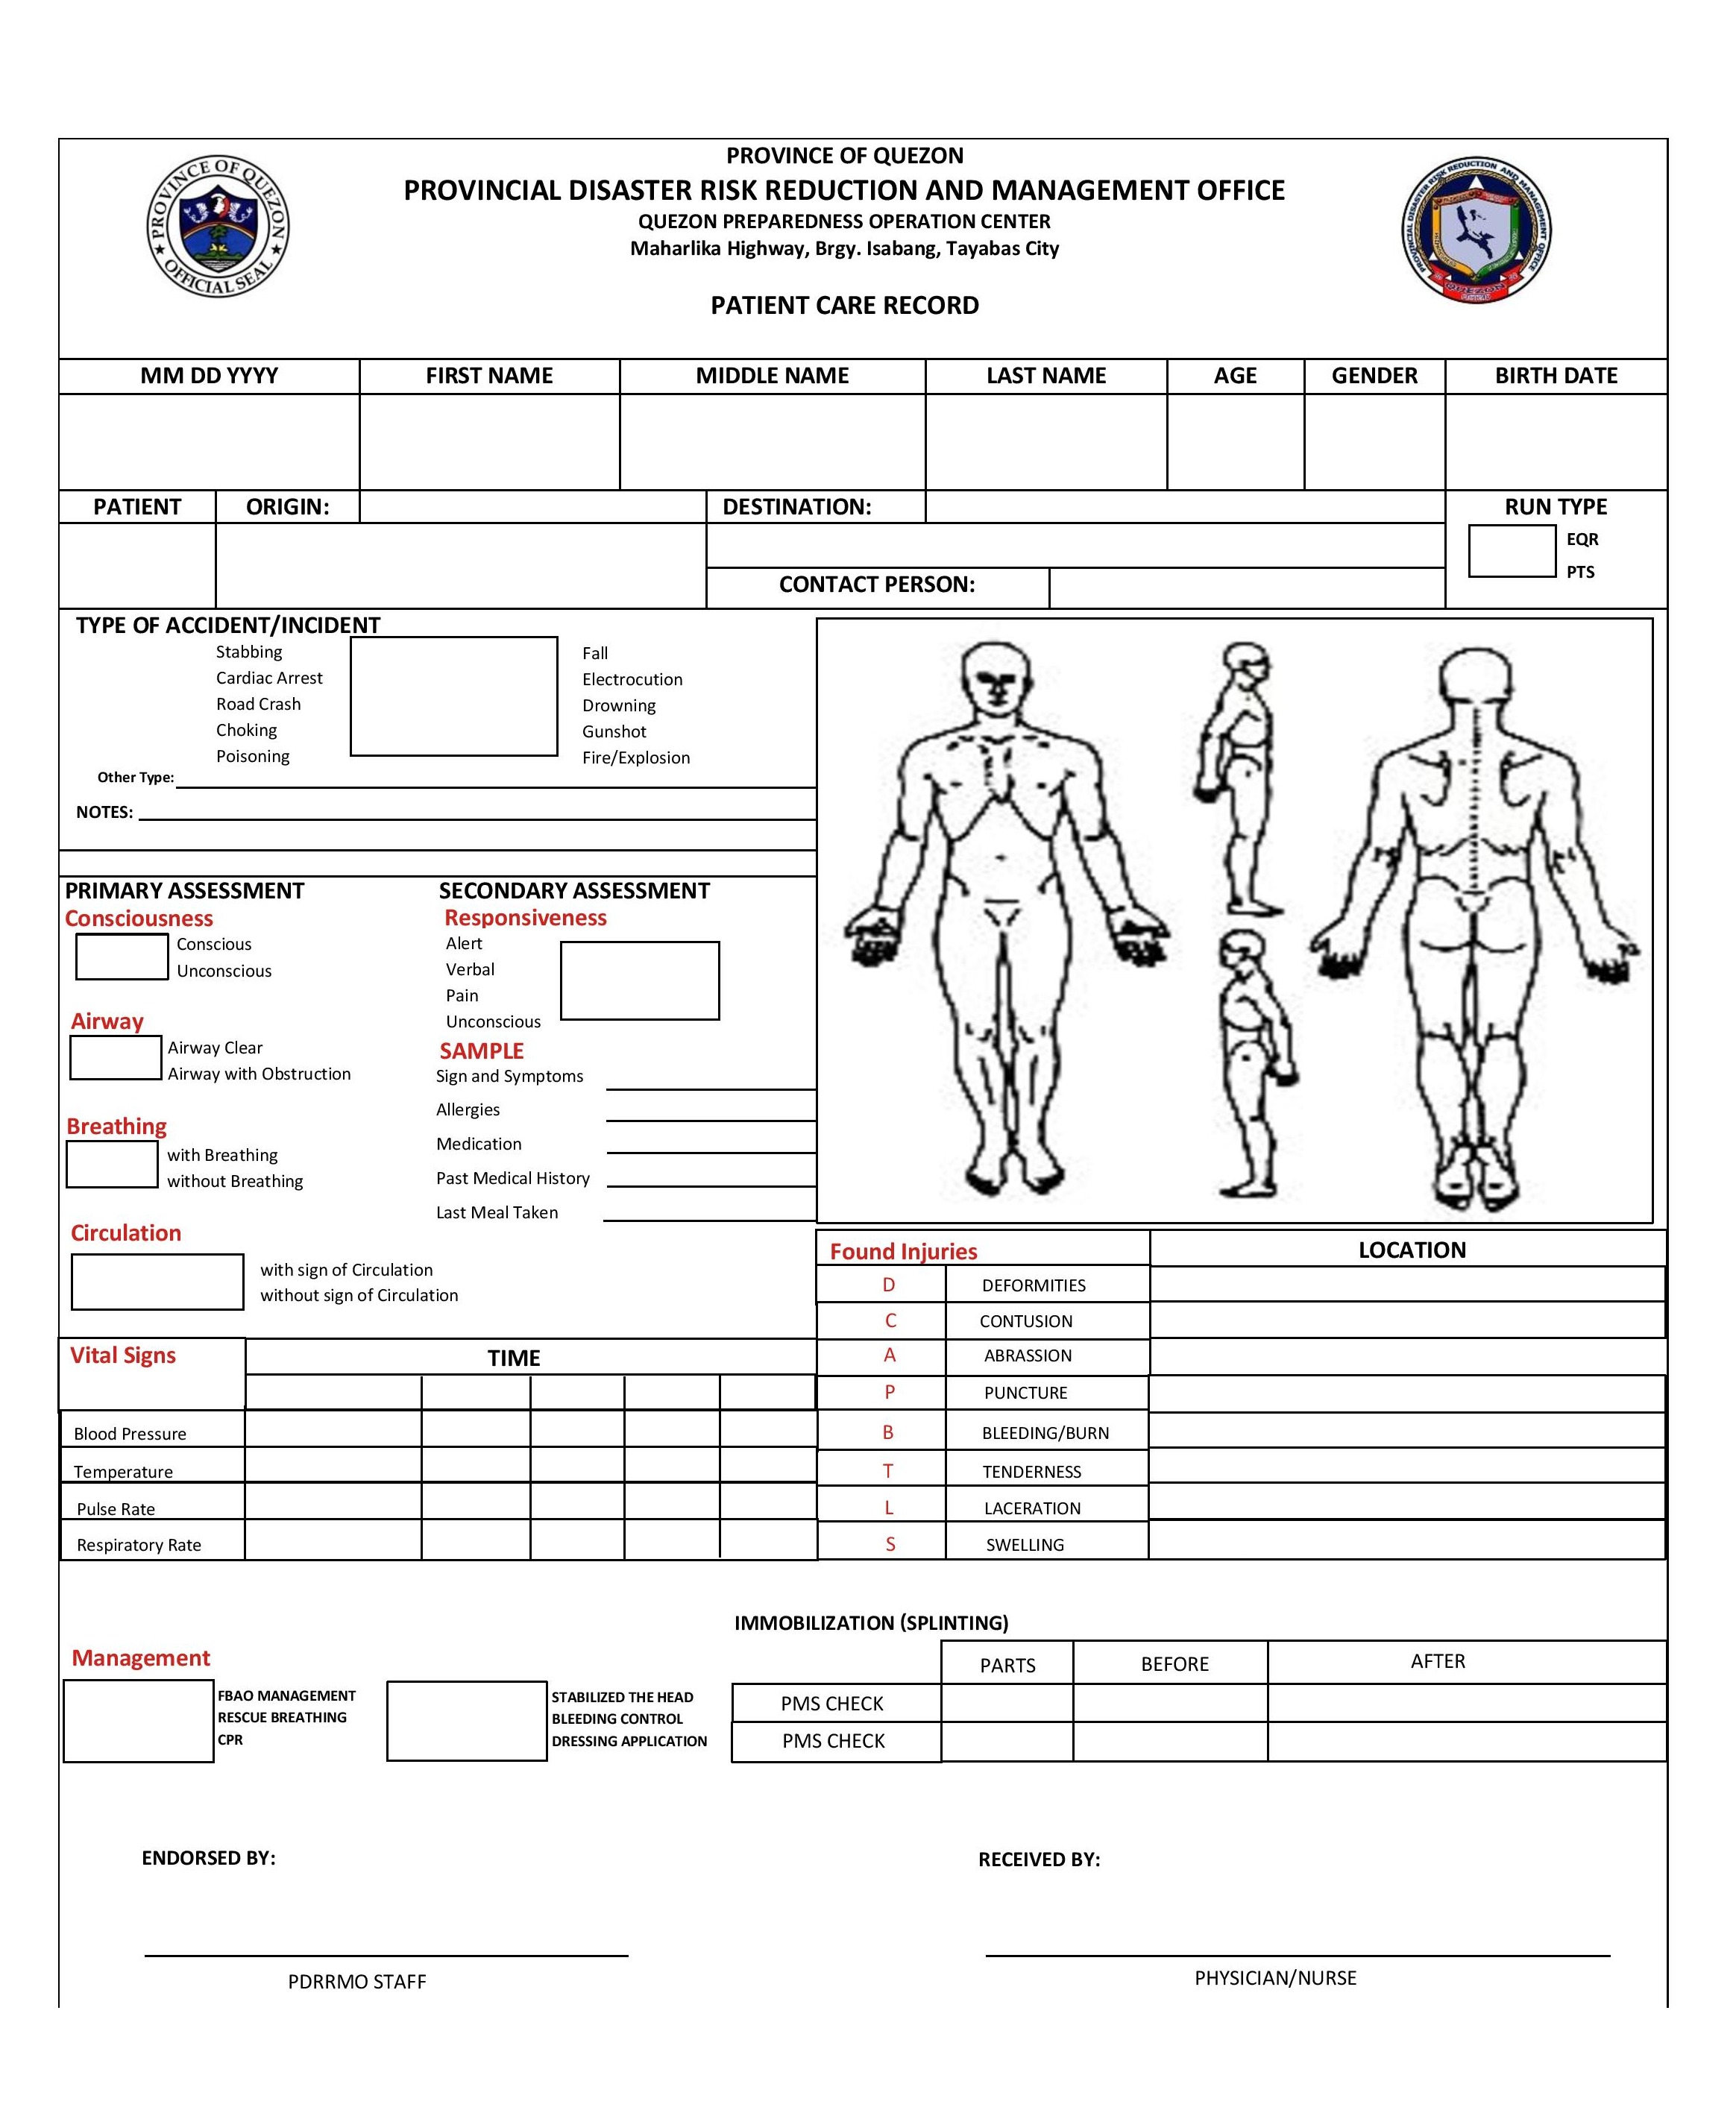 PROVINCE OF QUEZON
PROVINCIAL DISASTER RISK REDUCTION AND MANAGEMENT OFFICE
QUEZON PREPAREDNESS OPERATION CENTER
Maharlika Highway, Brgy. Isabang, Tayabas City
PROVINCE OF QUEZON
OFFICIAL SEAL
PROVINCIAL DISASTER RISK REDUCTION AND MANAGEMENT OFFICE
QUEZON
PATIENT CARE RECORD
MM DD YYYY FIRST NAME MIDDLE NAME LAST NAME AGE GENDER BIRTH DATE
PATIENT ORIGIN: DESTINATION: RUN TYPE
EQR
PTS
CONTACT PERSON:
TYPE OF ACCIDENT/INCIDENT
Stabbing Fall
Cardiac Arrest Electrocution
Road Crash Drowning
Choking Gunshot
Poisoning Fire/Explosion
Other Type:
NOTES:
PRIMARY ASSESSMENT SECONDARY ASSESSMENT
Consciousness Responsiveness
Conscious Alert
Unconscious Verbal
Pain
Airway Unconscious
Airway Clear SAMPLE
Airway with Obstruction Sign and Symptoms
Allergies
Breathing Medication
with Breathing
without Breathing Past Medical History
Last Meal Taken
Circulation
with sign of Circulation
without sign of Circulation
Found Injuries LOCATION
D DEFORMITIES
C CONTUSION
A ABRASSION
P PUNCTURE
B BLEEDING/BURN
T TENDERNESS
L LACERATION
S SWELLING
Vital Signs TIME
Blood Pressure
Temperature
Pulse Rate
Respiratory Rate
IMMOBILIZATION (SPLINTING)
Management PARTS BEFORE AFTER
FBAO MANAGEMENT STABILIZED THE HEAD PMS CHECK
RESCUE BREATHING BLEEDING CONTROL
CPR DRESSING APPLICATION PMS CHECK
ENDORSED BY: RECEIVED BY:
PDRRMO STAFF PHYSICIAN/NURSE